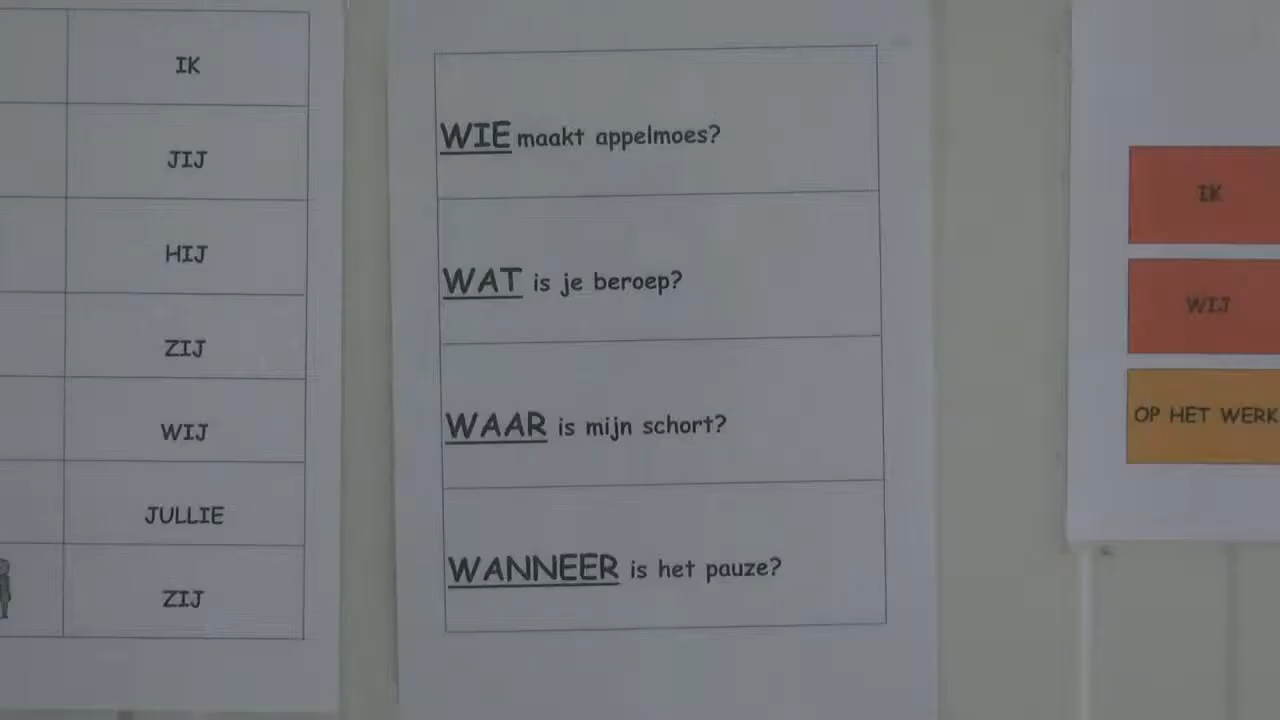 IK
JIJ
HIJ
ZIJ
WIJ
JULLIE
ZIJ
WIE maakt appelmoes?
WAT is je beroep?
WAAR is mijn schort?
WANNEER is het pauze?
IK
WIJ
OP HET WERK